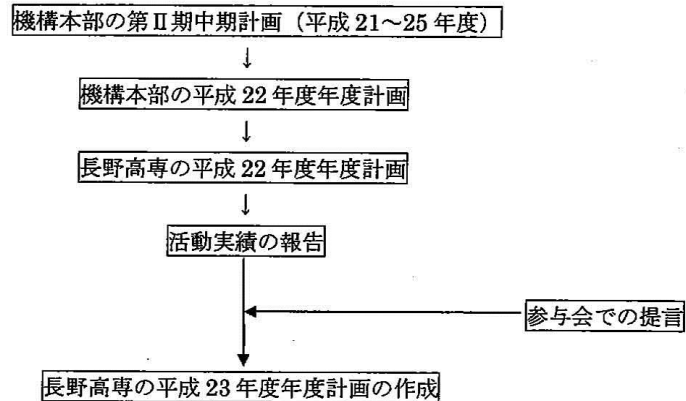 機構本部の第Ⅱ期中期計画（平成21～25年度）
↓
機構本部の平成22年度年度計画
↓
長野高専の平成22年度年度計画
↓
活動実績の報告
参与会での提言
長野高専の平成23年度年度計画の作成